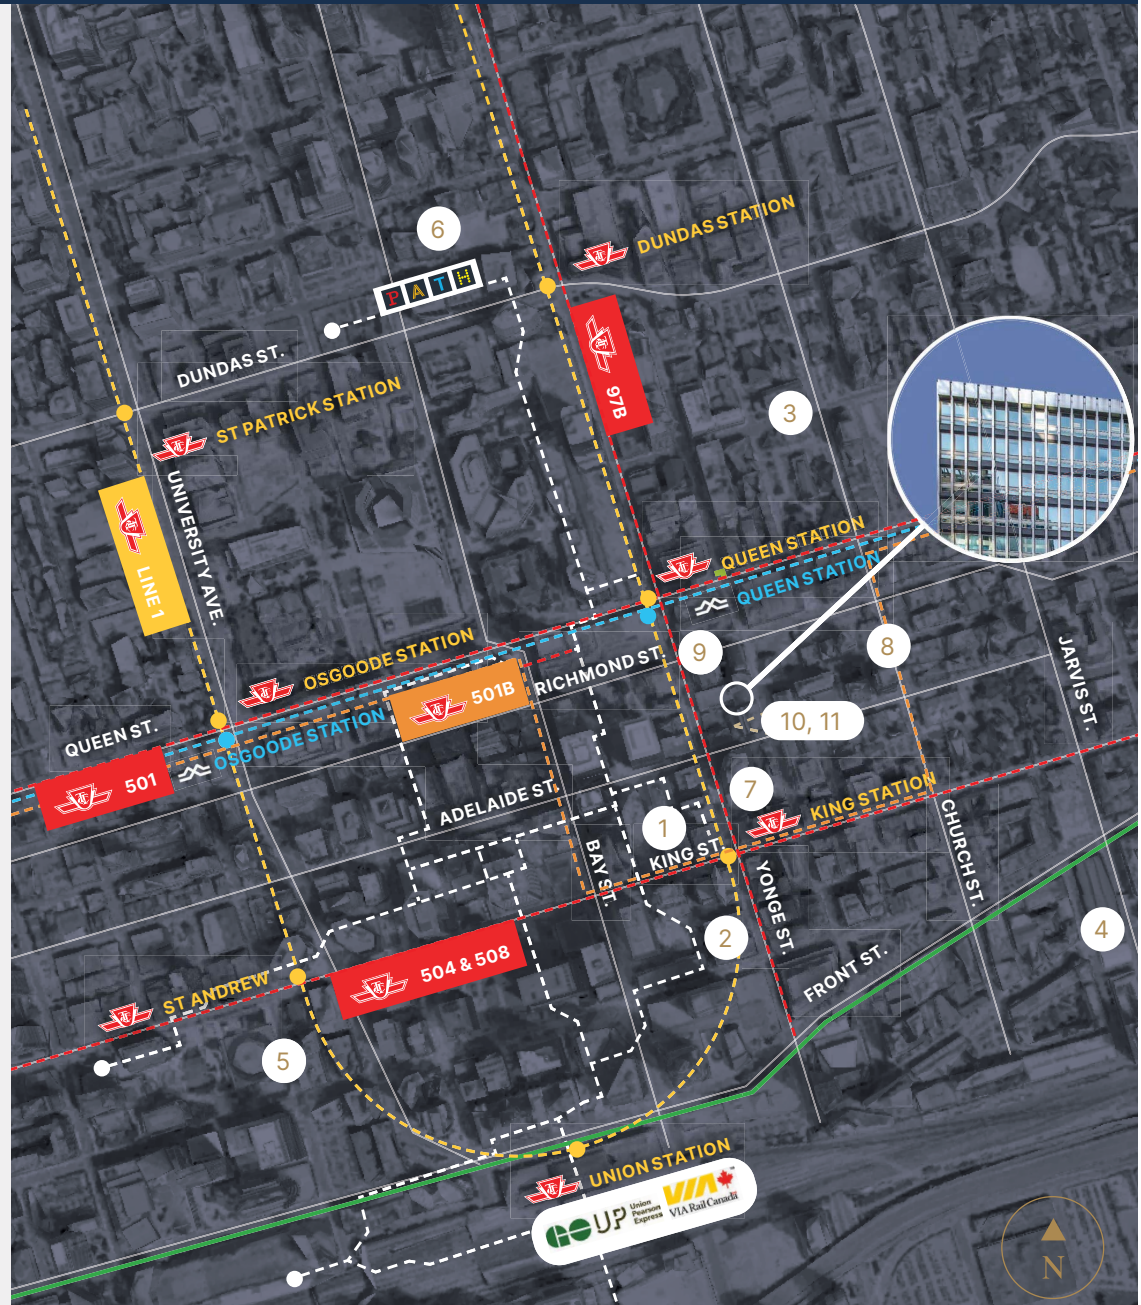 6
DUNDAS STATION
PATH
DUNDAS ST.
ST PATRICK STATION
97B
3
UNIVERSITY AVE.
LINE 1
QUEEN STATION
QUEEN STATION
OSGOODE STATION
9
8
RICHMOND ST.
501B
JARVIS ST.
10, 11
QUEEN ST.
OSGOODE STATION
501
7
KING STATION
ADELAIDE ST.
1
KING ST.
BAY ST.
CHURCH ST.
YONGE ST.
2
4
504 & 508
FRONT ST.
ST ANDREW
5
UNION STATION
GO UP Union
Pearson
Express
VIA
VIA Rail Canada
N